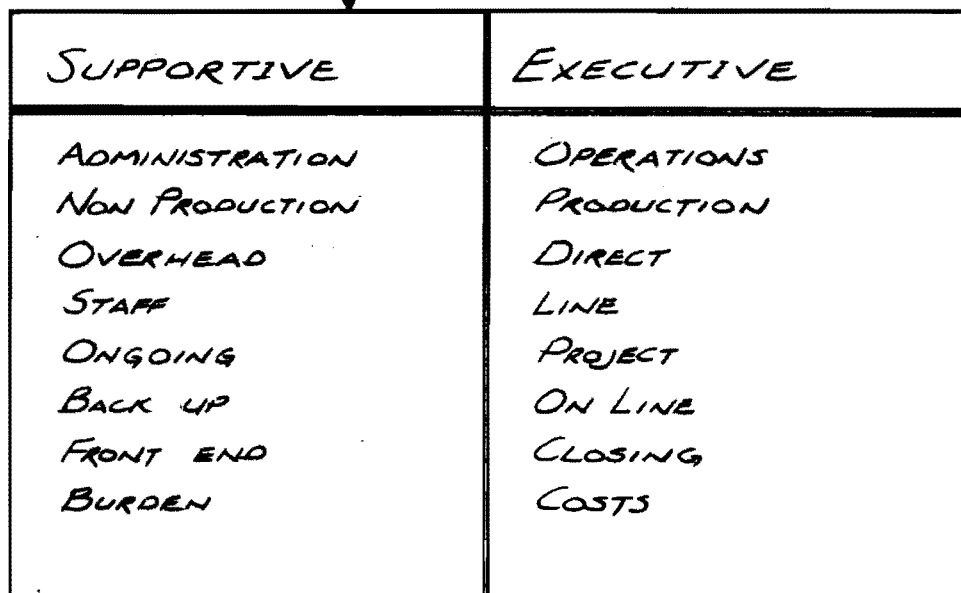 SUPPORTIVE
EXECUTIVE
ADMINISTRATION
OPERATIONS
NON PRODUCTION
PRODUCTION
OVERHEAD
DIRECT
STAFF
LINE
ONGOING
PROJECT
BACK UP
ON LINE
FRONT END
CLOSING
BURDEN
COSTS